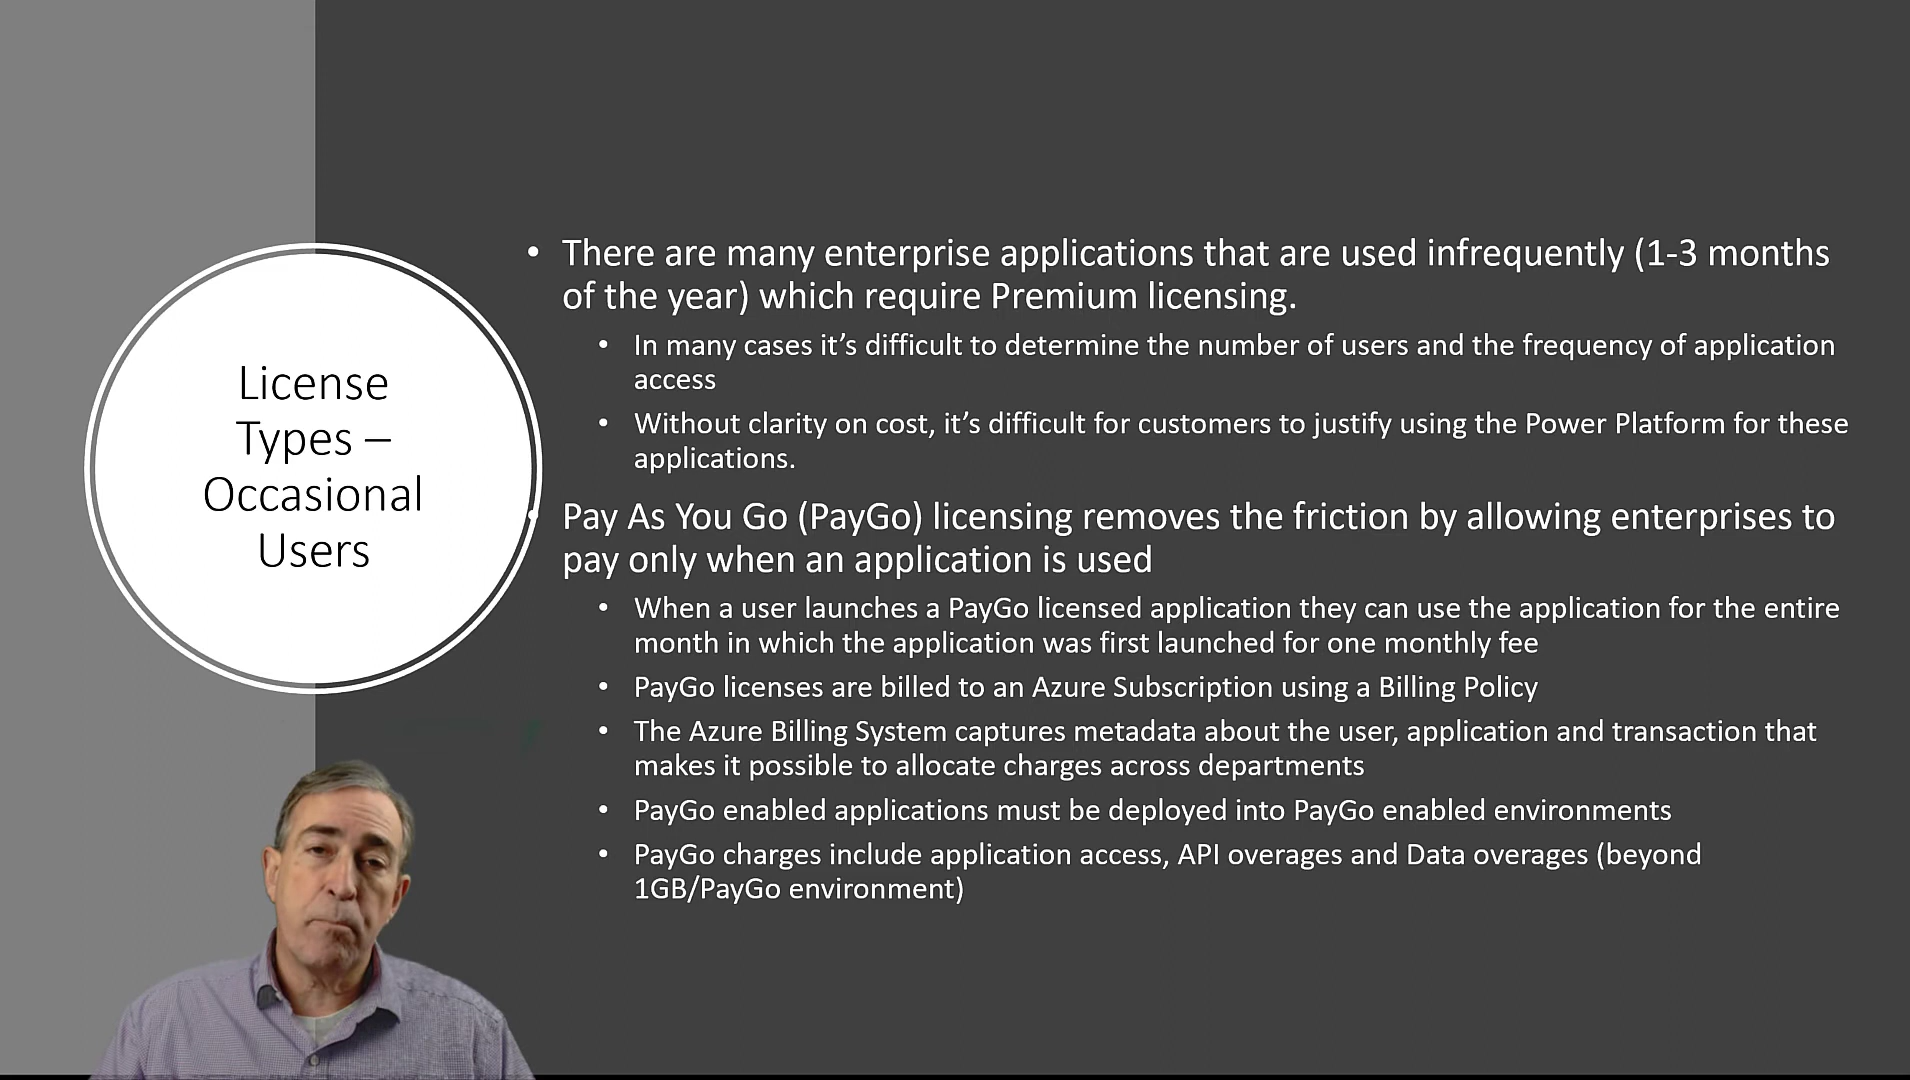 License
Types –
Occasional
Users
• There are many enterprise applications that are used infrequently (1-3 months
of the year) which require Premium licensing.
• In many cases it’s difficult to determine the number of users and the frequency of application
access
• Without clarity on cost, it’s difficult for customers to justify using the Power Platform for these
applications.
• Pay As You Go (PayGo) licensing removes the friction by allowing enterprises to
pay only when an application is used
• When a user launches a PayGo licensed application they can use the application for the entire
month in which the application was first launched for one monthly fee
• PayGo licenses are billed to an Azure Subscription using a Billing Policy
• The Azure Billing System captures metadata about the user, application and transaction that
makes it possible to allocate charges across departments
• PayGo enabled applications must be deployed into PayGo enabled environments
• PayGo charges include application access, API overages and Data overages (beyond
1GB/PayGo environment)